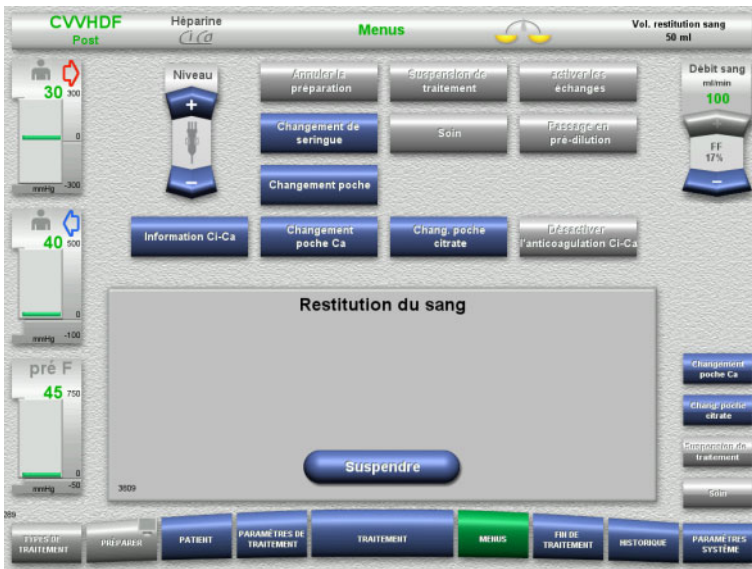 CVVHDF
Post
Héparine
Ci Ca
Menus
Vol. restitution sang
50 ml
30
300
0
mmHg
-300
Niveau
Annuler la
préparation
Suspension de
traitement
activer les
échanges
Changement de
seringue
Soin
Passage en
pré-dilution
Changement poche
Débit sang
ml/min
100
FF
17%
40
500
0
mmHg
-100
Information Ci-Ca
Changement
poche Ca
Chang. poche
citrate
Désactiver
l'anticoagulation Ci-Ca
Restitution du sang
Suspendre
3609
pré F
45
750
0
mmHg
-50
Changement
poche Ca
Chang. poche
citrate
Suspension de
traitement
Soin
TYPES DE
TRAITEMENT
PRÉPARER
PATIENT
PARAMÈTRES DE
TRAITEMENT
TRAITEMENT
MENUS
FIN DE
TRAITEMENT
HISTORIQUE
PARAMÈTRES
SYSTÈME